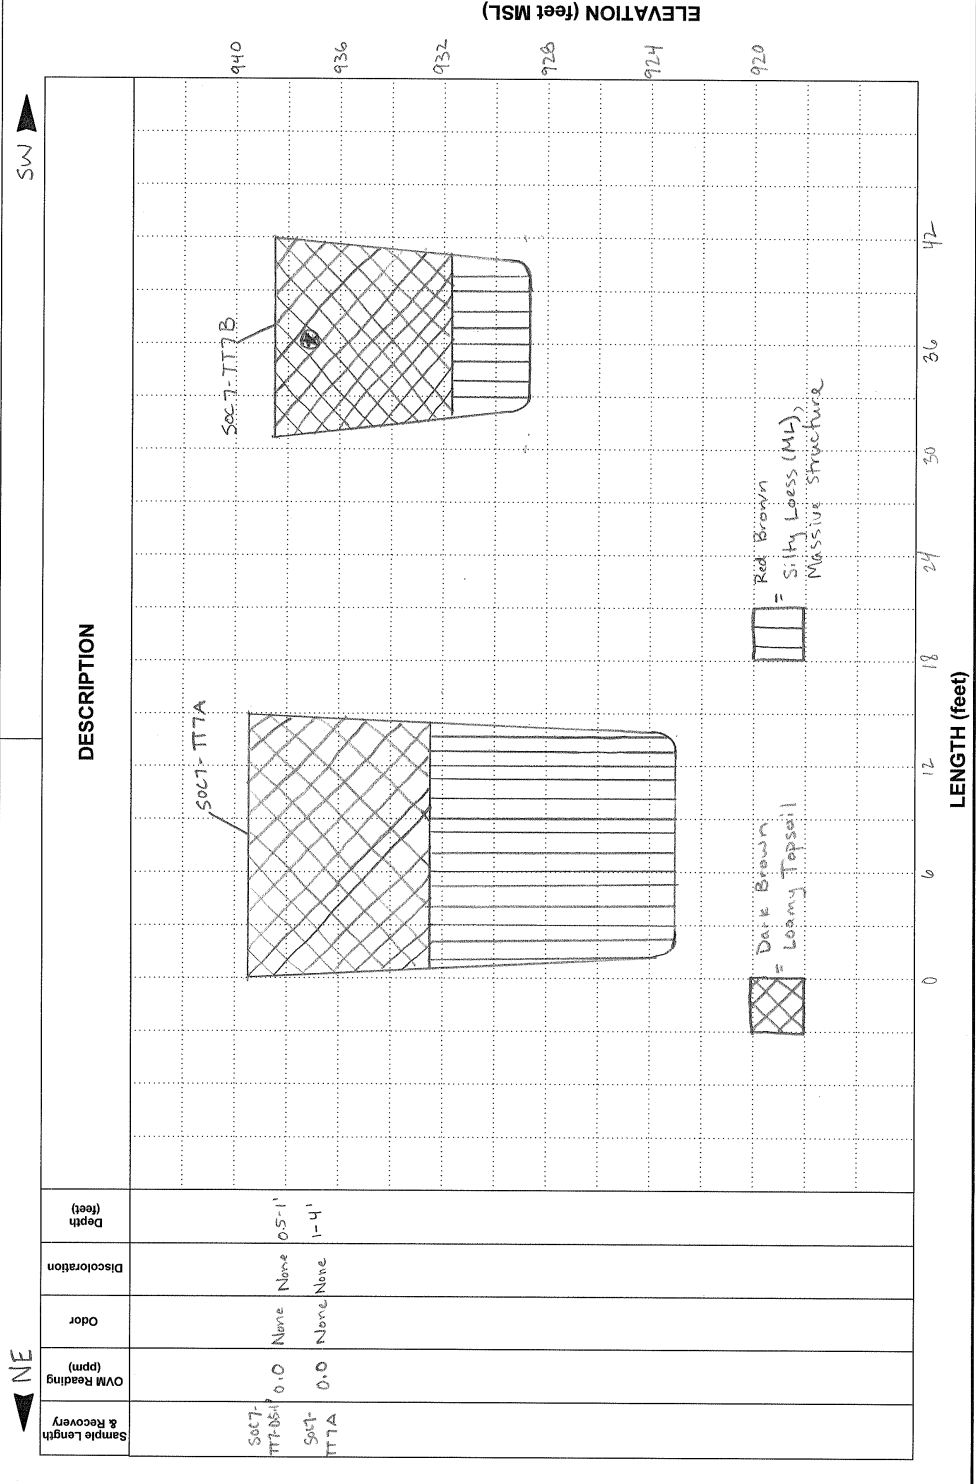 NE
SW
Sample Length
& Recovery
OVM Reading
(ppm)
Odor
Discoloration
Depth
(feet)
DESCRIPTION
SOC7-
0.0 None None 0.5-1'
SOC7-
TT7A
0.0 None None 1-4'
SOC7-TT7A
SOC7-TT7B
ELEVATION (feet MSL)
940
936
932
928
924
920
= Dark Brown
Loamy Topsoil
= Red Brown
Silty Loess (ML),
Massive Structure
0
6
12
18
24
30
36
42
LENGTH (feet)